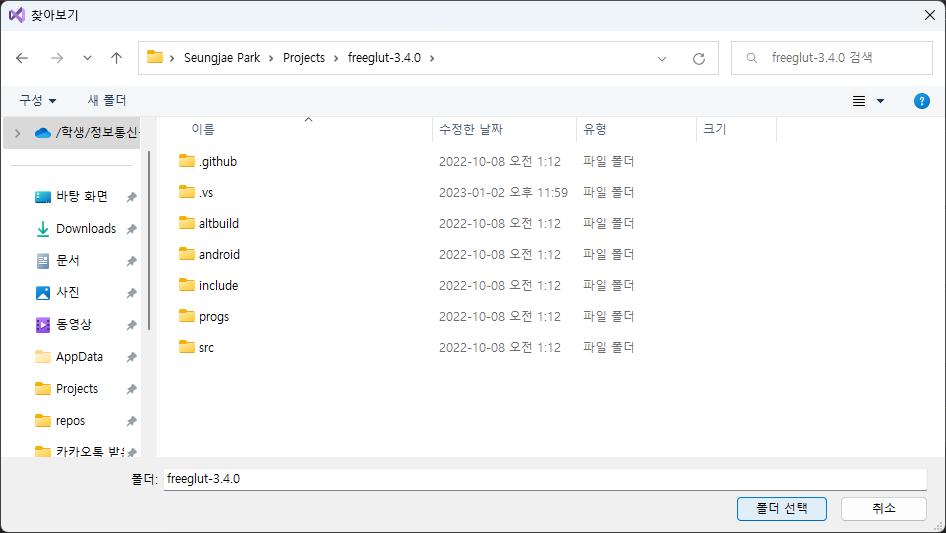 찾아보기
Seungjae Park > Projects > freeglut-3.4.0 >
freeglut-3.4.0 검색
구성
새 폴더
?
/학생/정보통신
바탕 화면
Downloads
문서
사진
동영상
AppData
Projects
repos
카카오톡 받은
이름 수정한 날짜 유형 크기
.github 2022-10-08 오전 1:12 파일 폴더
.vs 2023-01-02 오후 11:59 파일 폴더
altbuild 2022-10-08 오전 1:12 파일 폴더
android 2022-10-08 오전 1:12 파일 폴더
include 2022-10-08 오전 1:12 파일 폴더
progs 2022-10-08 오전 1:12 파일 폴더
src 2022-10-08 오전 1:12 파일 폴더
폴더: freeglut-3.4.0
폴더 선택
취소